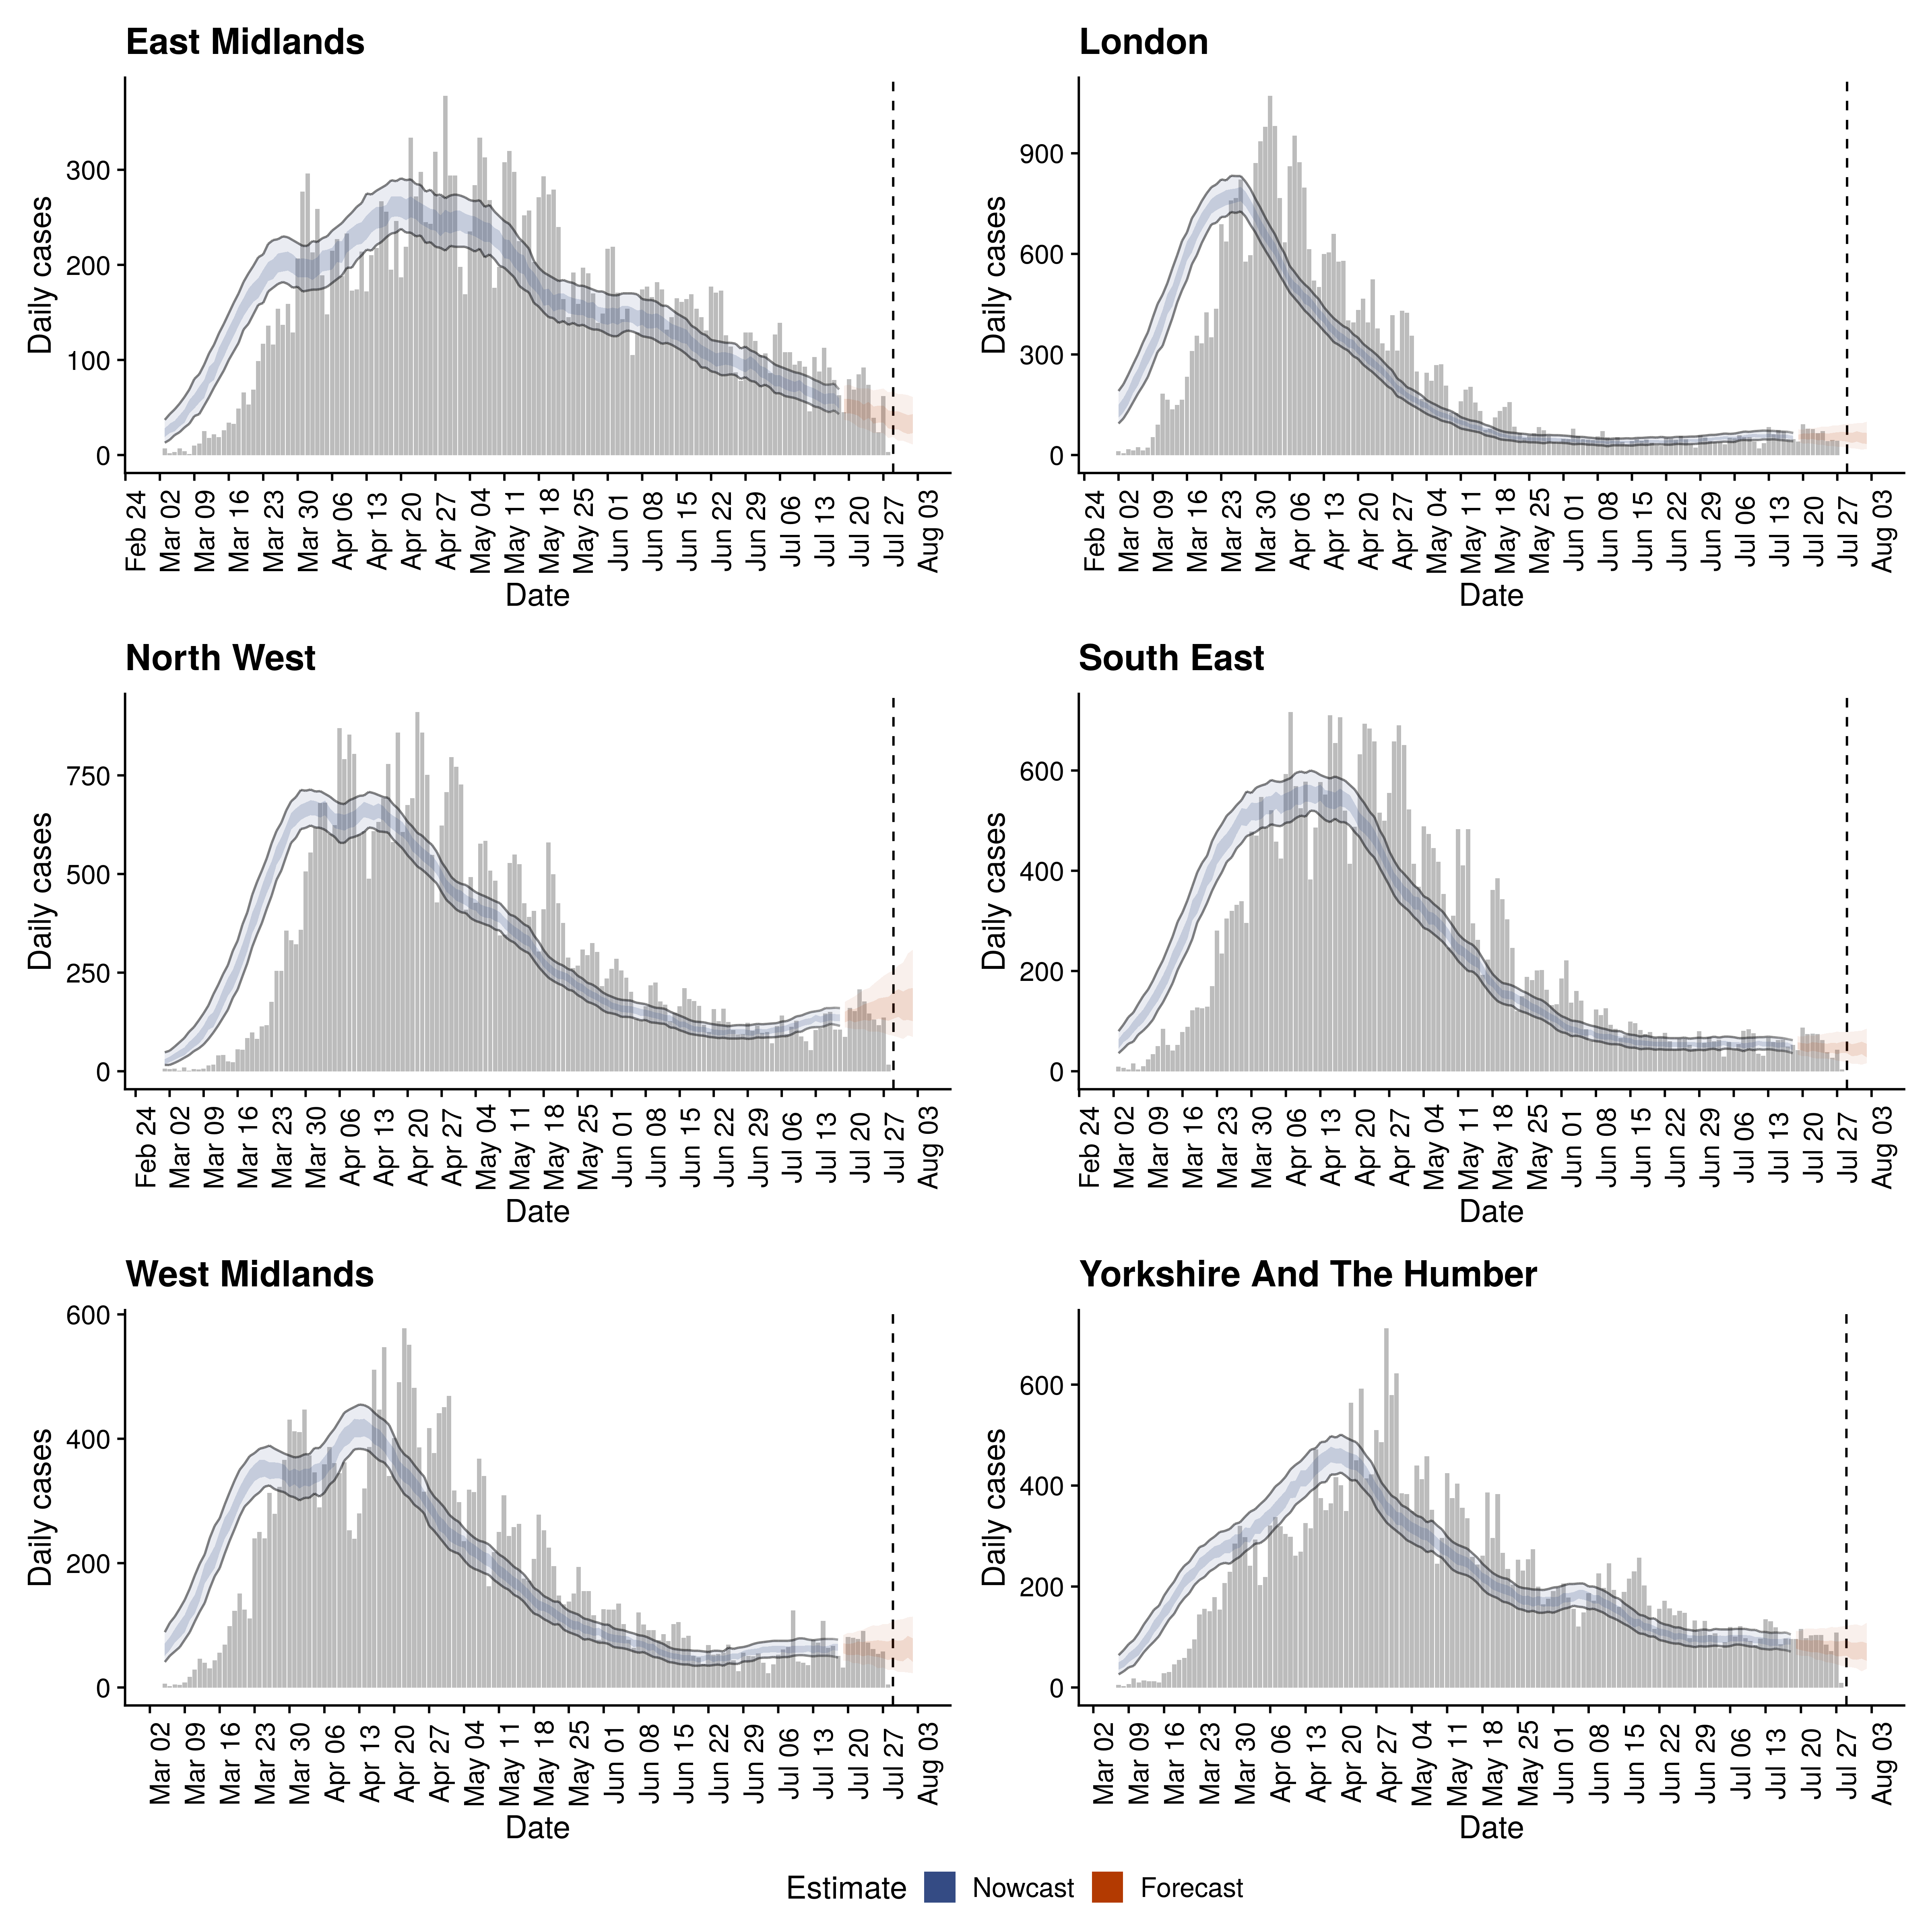 East Midlands
Daily cases
300
200
100
0
Feb 24
Mar 02
Mar 09
Mar 16
Mar 23
Mar 30
Apr 06
Apr 13
Apr 20
Apr 27
May 04
May 11
May 18
May 25
Jun 01
Jun 08
Jun 15
Jun 22
Jun 29
Jul 06
Jul 13
Jul 20
Jul 27
Aug 03
Date
London
Daily cases
900
600
300
0
Feb 24
Mar 02
Mar 09
Mar 16
Mar 23
Mar 30
Apr 06
Apr 13
Apr 20
Apr 27
May 04
May 11
May 18
May 25
Jun 01
Jun 08
Jun 15
Jun 22
Jun 29
Jul 06
Jul 13
Jul 20
Jul 27
Aug 03
Date
North West
Daily cases
750
500
250
0
Feb 24
Mar 02
Mar 09
Mar 16
Mar 23
Mar 30
Apr 06
Apr 13
Apr 20
Apr 27
May 04
May 11
May 18
May 25
Jun 01
Jun 08
Jun 15
Jun 22
Jun 29
Jul 06
Jul 13
Jul 20
Jul 27
Aug 03
Date
South East
Daily cases
600
400
200
0
Feb 24
Mar 02
Mar 09
Mar 16
Mar 23
Mar 30
Apr 06
Apr 13
Apr 20
Apr 27
May 04
May 11
May 18
May 25
Jun 01
Jun 08
Jun 15
Jun 22
Jun 29
Jul 06
Jul 13
Jul 20
Jul 27
Aug 03
Date
West Midlands
Daily cases
600
400
200
0
Mar 02
Mar 09
Mar 16
Mar 23
Mar 30
Apr 06
Apr 13
Apr 20
Apr 27
May 04
May 11
May 18
May 25
Jun 01
Jun 08
Jun 15
Jun 22
Jun 29
Jul 06
Jul 13
Jul 20
Jul 27
Aug 03
Date
Yorkshire And The Humber
Daily cases
600
400
200
0
Mar 02
Mar 09
Mar 16
Mar 23
Mar 30
Apr 06
Apr 13
Apr 20
Apr 27
May 04
May 11
May 18
May 25
Jun 01
Jun 08
Jun 15
Jun 22
Jun 29
Jul 06
Jul 13
Jul 20
Jul 27
Aug 03
Date
Estimate Nowcast Forecast